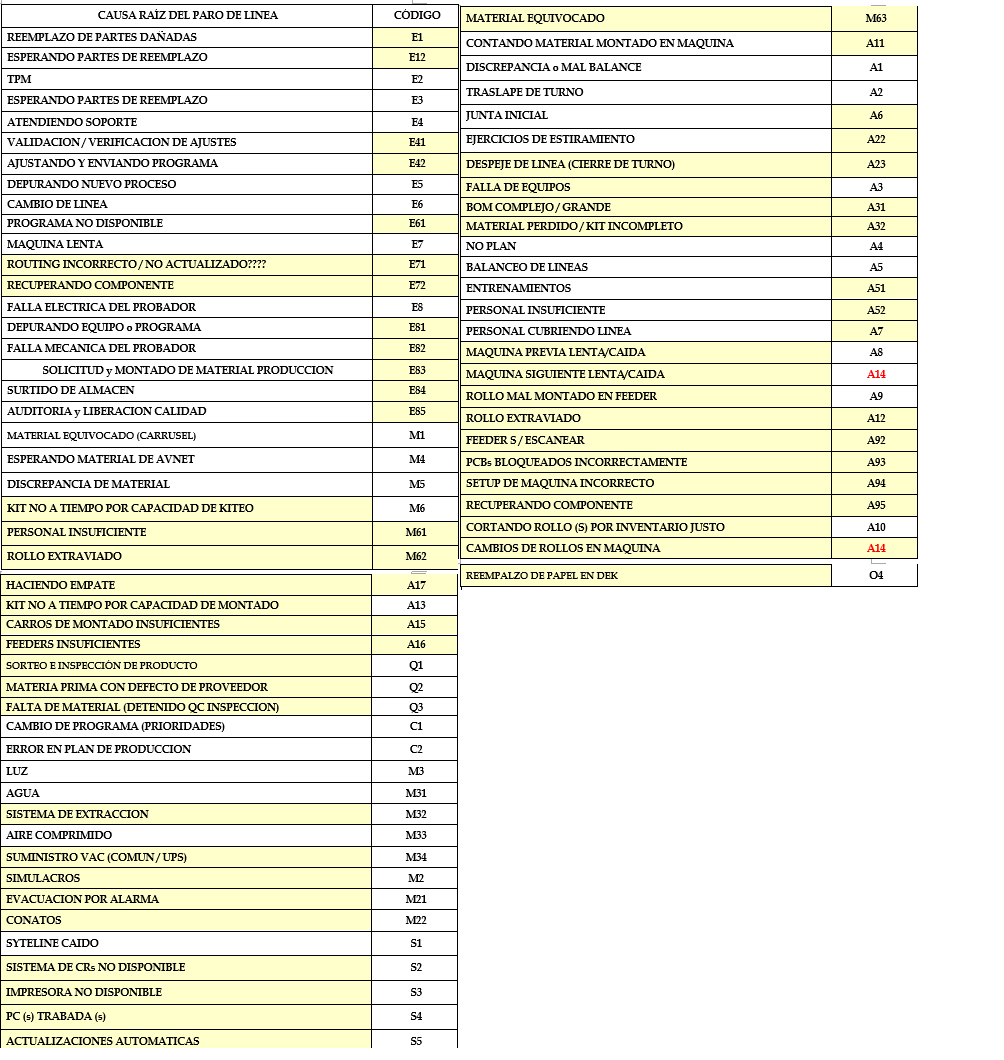 CAUSA RAÍZ DEL PARO DE LINEA CÓDIGO
REEMPLAZO DE PARTES DAÑADAS E1
ESPERANDO PARTES DE REEMPLAZO E12
TPM E2
ESPERANDO PARTES DE REEMPLAZO E3
ATENDIENDO SOPORTE E4
VALIDACION / VERIFICACION DE AJUSTES E41
AJUSTANDO Y ENVIANDO PROGRAMA E42
DEPURANDO NUEVO PROCESO E5
CAMBIO DE LINEA E6
PROGRAMA NO DISPONIBLE E61
MAQUINA LENTA E7
ROUTING INCORRECTO / NO ACTUALIZADO???? E71
RECUPERANDO COMPONENTE E72
FALLA ELECTRICA DEL PROBADOR E8
DEPURANDO EQUIPO o PROGRAMA E81
FALLA MECANICA DEL PROBADOR E82
SOLICITUD y MONTADO DE MATERIAL PRODUCCION E83
SURTIDO DE ALMACEN E84
AUDITORIA y LIBERACION CALIDAD E85
MATERIAL EQUIVOCADO (CARRUSEL) M1
ESPERANDO MATERIAL DE AVNET M4
DISCREPANCIA DE MATERIAL M5
KIT NO A TIEMPO POR CAPACIDAD DE KITEO M6
PERSONAL INSUFICIENTE M61
ROLLO EXTRAVIADO M62
MATERIAL EQUIVOCADO M63
CONTANDO MATERIAL MONTADO EN MAQUINA A11
DISCREPANCIA o MAL BALANCE A1
TRASLAPE DE TURNO A2
JUNTA INICIAL A6
EJERCICIOS DE ESTIRAMIENTO A22
DESPEJE DE LINEA (CIERRE DE TURNO) A23
FALLA DE EQUIPOS A3
BOM COMPLEJO / GRANDE A31
MATERIAL PERDIDO / KIT INCOMPLETO A32
NO PLAN A4
BALANCEO DE LINEAS A5
ENTRENAMIENTOS A51
PERSONAL INSUFICIENTE A52
PERSONAL CUBRIENDO LINEA A7
MAQUINA PREVIA LENTA/CAIDA A8
MAQUINA SIGUIENTE LENTA/CAIDA A14
ROLLO MAL MONTADO EN FEEDER A9
ROLLO EXTRAVIADO A12
FEEDER S / ESCANEAR A92
PCBs BLOQUEADOS INCORRECTAMENTE A93
SETUP DE MAQUINA INCORRECTO A94
RECUPERANDO COMPONENTE A95
CORTANDO ROLLO (S) POR INVENTARIO JUSTO A10
CAMBIOS DE ROLLOS EN MAQUINA A14
REEMPALZO DE PAPEL EN DEK O4
HACIENDO EMPATE A17
KIT NO A TIEMPO POR CAPACIDAD DE MONTADO A13
CARROS DE MONTADO INSUFICIENTES A15
FEEDERS INSUFICIENTES A16
SORTEO E INSPECCIÓN DE PRODUCTO Q1
MATERIA PRIMA CON DEFECTO DE PROVEEDOR Q2
FALTA DE MATERIAL (DETENIDO QC INSPECCION) Q3
CAMBIO DE PROGRAMA (PRIORIDADES) C1
ERROR EN PLAN DE PRODUCCION C2
LUZ M3
AGUA M31
SISTEMA DE EXTRACCION M32
AIRE COMPRIMIDO M33
SUMINISTRO VAC (COMUN / UPS) M34
SIMULACROS M2
EVACUACION POR ALARMA M21
CONATOS M22
SYTELINE CAIDO S1
SISTEMA DE CRs NO DISPONIBLE S2
IMPRESORA NO DISPONIBLE S3
PC (s) TRABADA (s) S4
ACTUALIZACIONES AUTOMATICAS S5